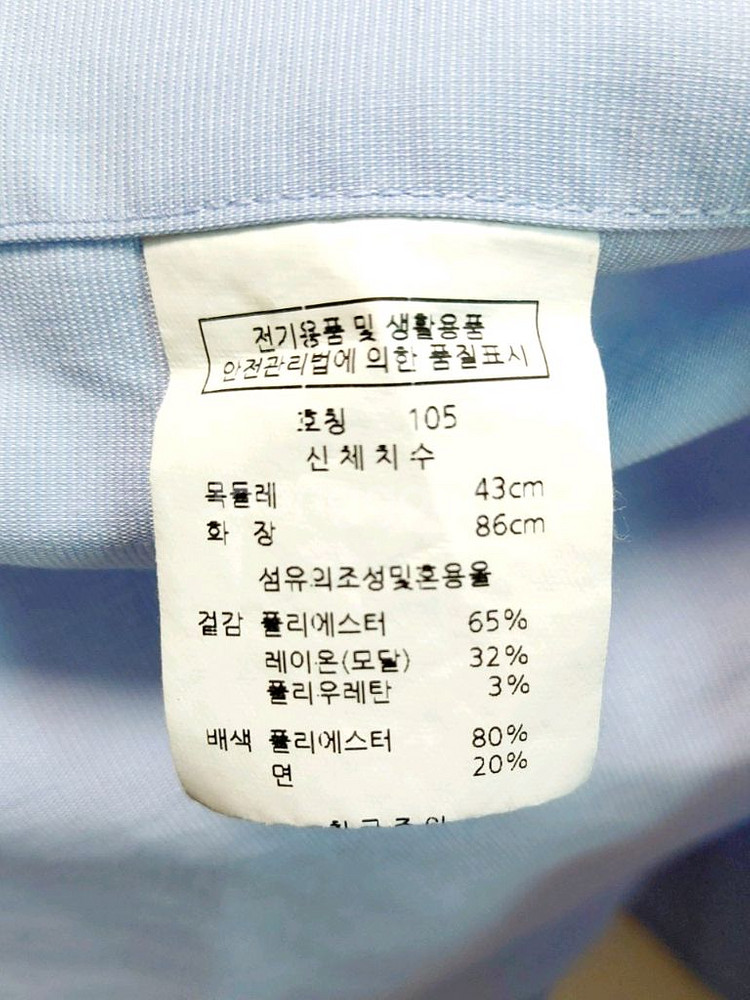 전기용품 및 생활용품
안전관리법에 의한 품질표시
호칭 105
신체치수
목둘레 43cm
화 장 86cm
섬유의조성및혼용율
겉감 폴리에스터 65%
레이온(모달) 32%
폴리우레탄 3%
배색 폴리에스터 80%
면 20%